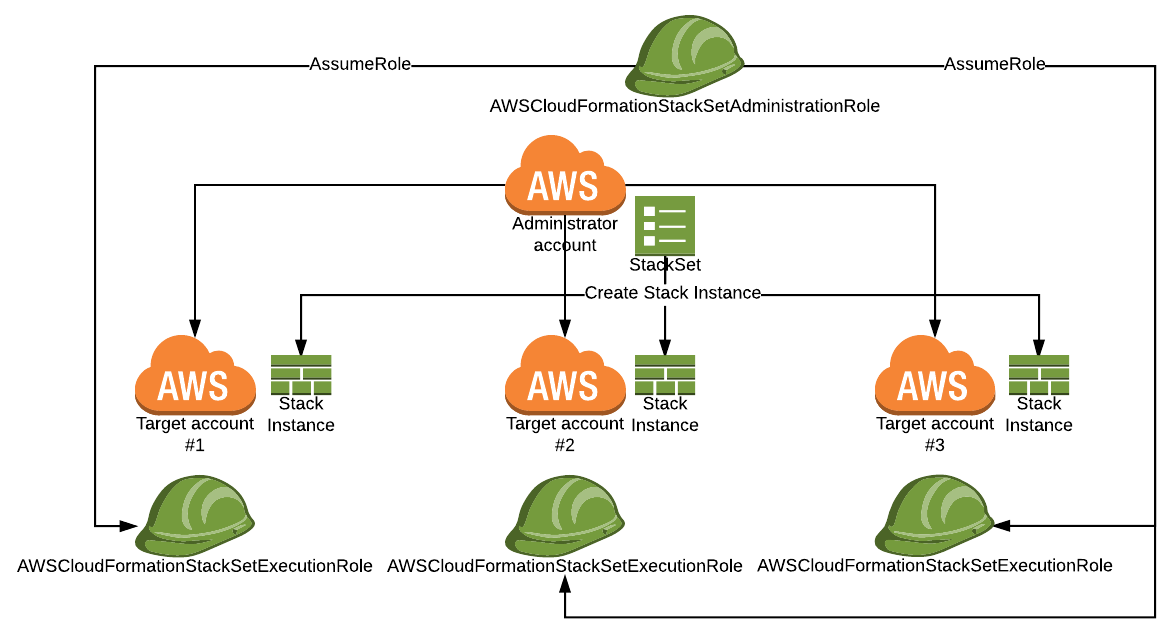 AssumeRole
AssumeRole
AWSCloudFormationStackSetAdministrationRole
AWS
Administrator
account
StackSet
Create Stack Instance
AWS
Target account
#1
Stack
Instance
AWS
Target account
#2
Stack
Instance
AWS
Target account
#3
Stack
Instance
AWSCloudFormationStackSetExecutionRole
AWSCloudFormationStackSetExecutionRole
AWSCloudFormationStackSetExecutionRole